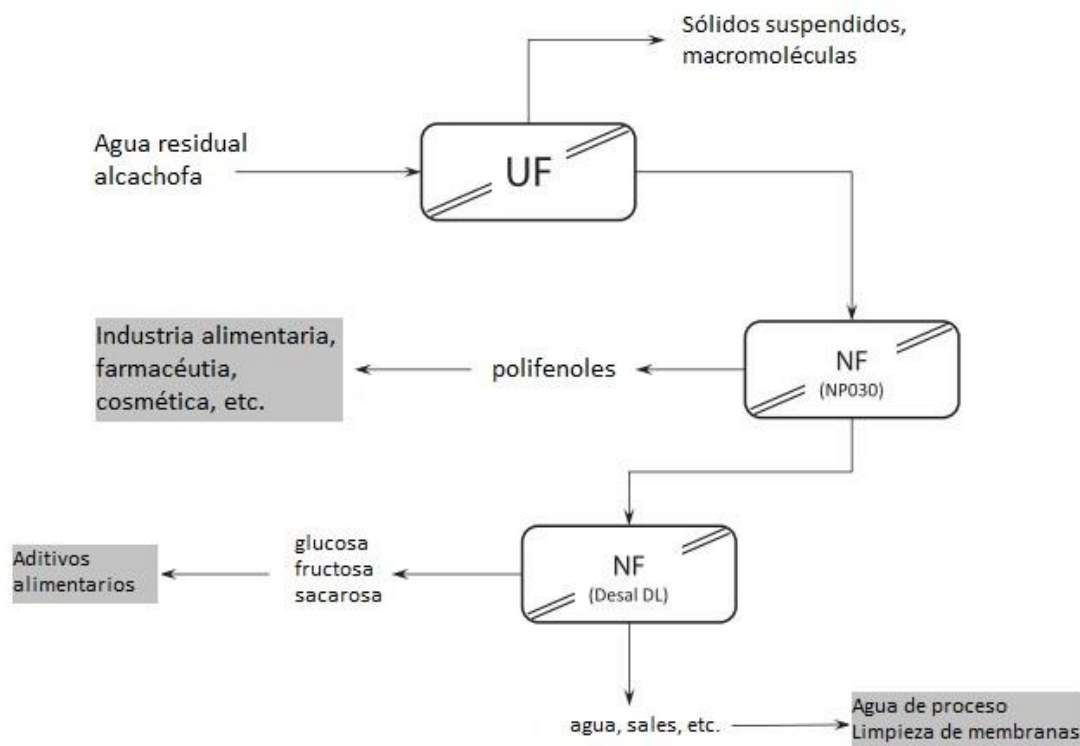 Sólidos suspendidos,
macromoléculas
Agua residual
alcachofa
UF
Industria alimentaria,
farmacéutia,
cosmética, etc.
polifenoles
NF
(NP030)
Aditivos
alimentarios
glucosa
fructosa
sacarosa
NF
(Desal DL)
agua, sales, etc.
Agua de proceso
Limpieza de membranas